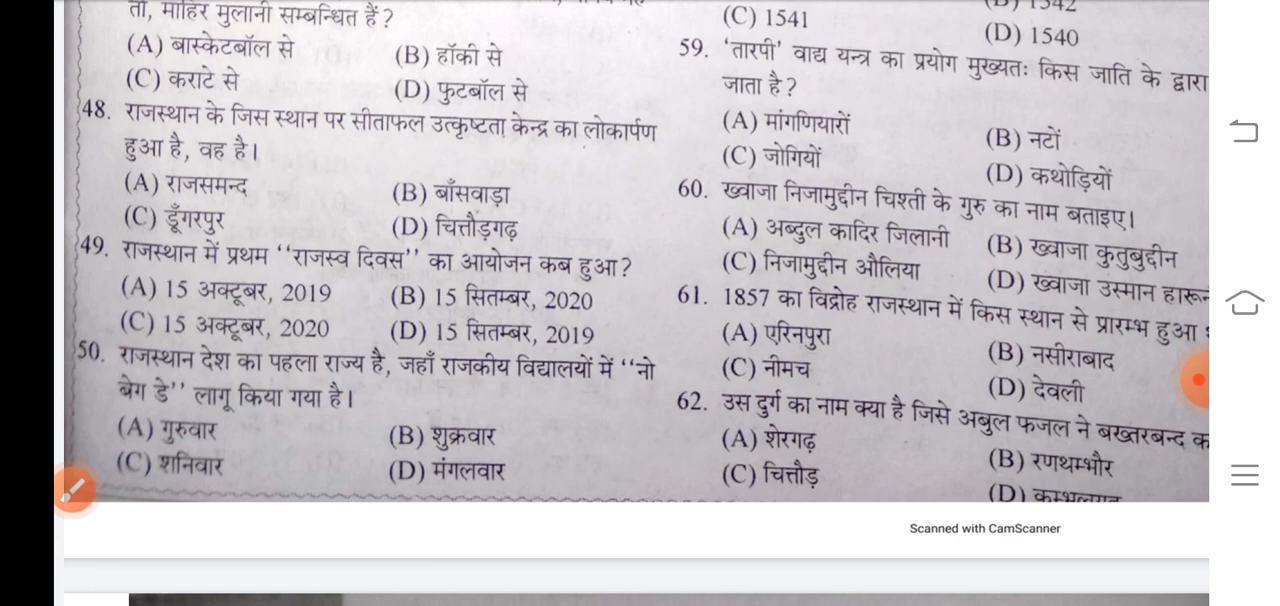 तो, माहिर मुलानी सम्बन्धित हैं?
(A) बास्केटबॉल से (B) हॉकी से
(C) कराटे से (D) फुटबॉल से
48. राजस्थान के जिस स्थान पर सीताफल उत्कृष्टता केन्द्र का लोकार्पण
हुआ है, वह है।
(A) राजसमन्द (B) बाँसवाड़ा
(C) डूँगरपुर (D) चित्तौड़गढ़
49. राजस्थान में प्रथम ‘‘राजस्व दिवस’’ का आयोजन कब हुआ?
(A) 15 अक्टूबर, 2019 (B) 15 सितम्बर, 2020
(C) 15 अक्टूबर, 2020 (D) 15 सितम्बर, 2019
50. राजस्थान देश का पहला राज्य है, जहाँ राजकीय विद्यालयों में ‘‘नो
बेग डे’’ लागू किया गया है।
(A) गुरुवार (B) शुक्रवार
(C) शनिवार (D) मंगलवार
(C) 1541 (D) 1540
59. ‘तारपी’ वाद्य यन्त्र का प्रयोग मुख्यतः किस जाति के द्वारा
जाता है?
(A) मांगणियारों (B) नटों
(C) जोगियों (D) कथोड़ियों
60. ख्वाजा निजामुद्दीन चिश्ती के गुरु का नाम बताइए।
(A) अब्दुल कादिर जिलानी (B) ख्वाजा कुतुबुद्दीन
(C) निजामुद्दीन औलिया (D) ख्वाजा उस्मान
61. 1857 का विद्रोह राजस्थान में किस स्थान से प्रारम्भ हुआ
(A) एरिनपुरा (B) नसीराबाद
(C) नीमच (D) देवली
62. उस दुर्ग का नाम क्या है जिसे अबुल फजल ने बख्तरबन्द
(A) शेरगढ़ (B) रणथम्भौर
(C) चित्तौड़ (D)
Scanned with CamScanner